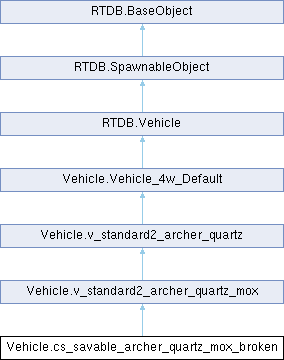 RTDB.BaseObject
RTDB.SpawnableObject
RTDB.Vehicle
Vehicle.Vehicle_4w_Default
Vehicle.v_standard2_archer_quartz
Vehicle.v_standard2_archer_quartz_mox
Vehicle.cs_savable_archer_quartz_mox_broken